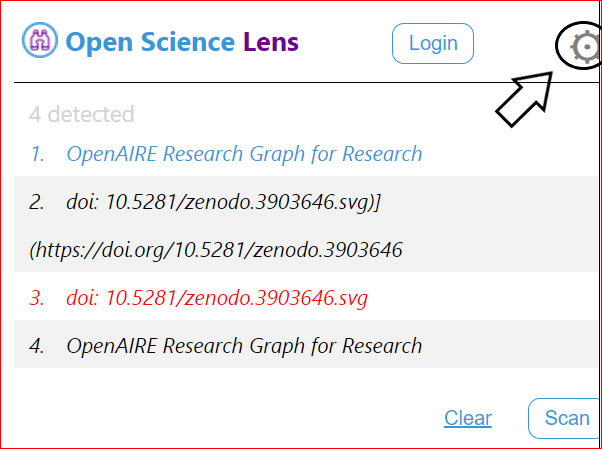 Open Science Lens
Login
4 detected
1. OpenAIRE Research Graph for Research
2. doi: 10.5281/zenodo.3903646.svg)]
(https://doi.org/10.5281/zenodo.3903646
3. doi: 10.5281/zenodo.3903646.svg
4. OpenAIRE Research Graph for Research
Clear
Scan